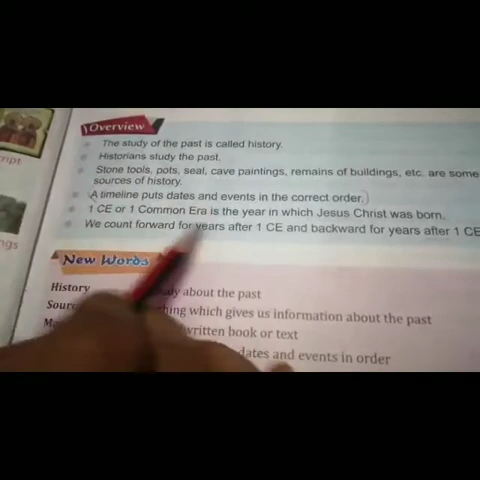 Overview
The study of the past is called history.
Historians study the past.
Stone tools, pots, seal, cave paintings, remains of buildings, etc. are some
sources of history.
A timeline puts dates and events in the correct order.
1 CE or 1 Common Era is the year in which Jesus Christ was born.
We count forward for years after 1 CE and backward for years after 1 CE
New Words
History about the past
which gives us information about the past
written book or text
dates and events in order